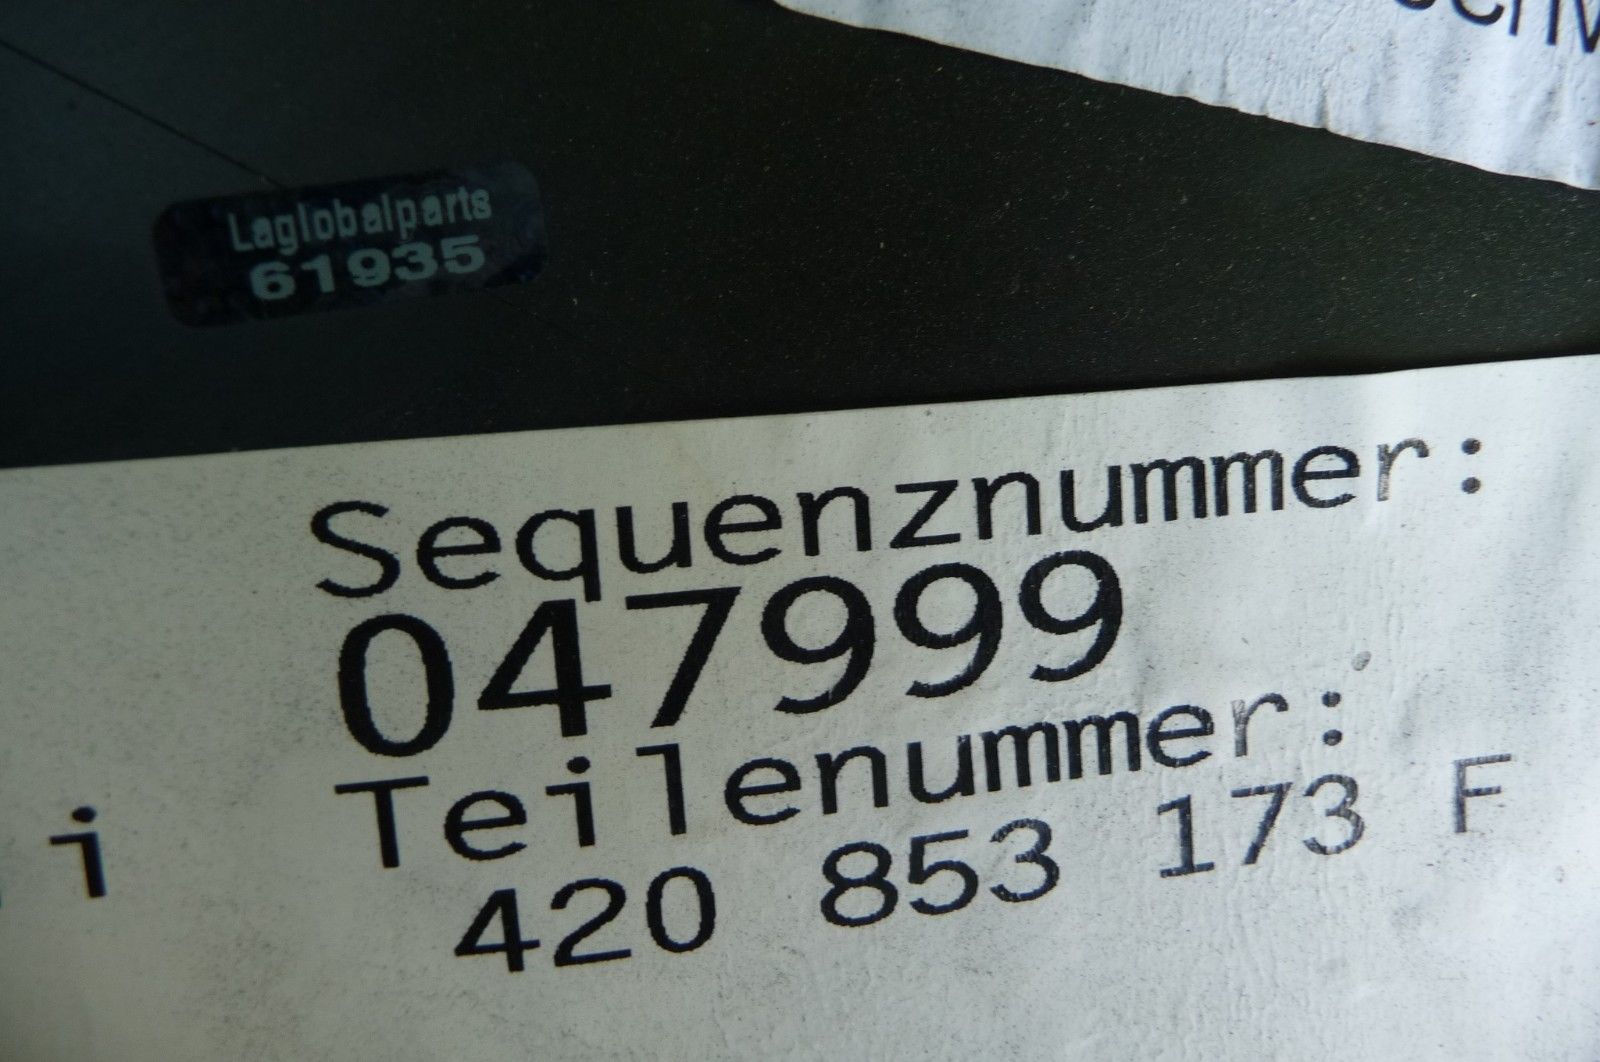 Laglobalparts
61935
Sequenznummer:
047999
Teilenummer:
420 853 173 F
i